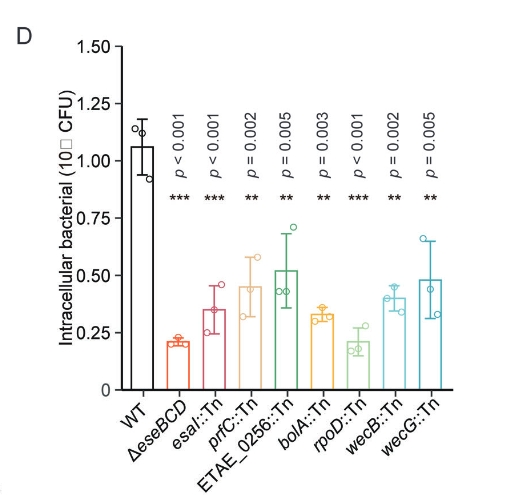 D
Intracellular bacterial (10□ CFU)
1.50
1.25
1.00
0.75
0.50
0.25
0
p < 0.001
p < 0.001
p = 0.002
p = 0.005
p = 0.003
p < 0.001
p = 0.002
p = 0.005
***
***
**
**
**
***
**
**
WT
ΔeseBCD
esaI::Tn
prfC::Tn
ETAE_0256::Tn
bolA::Tn
rpoD::Tn
wecB::Tn
wecG::Tn